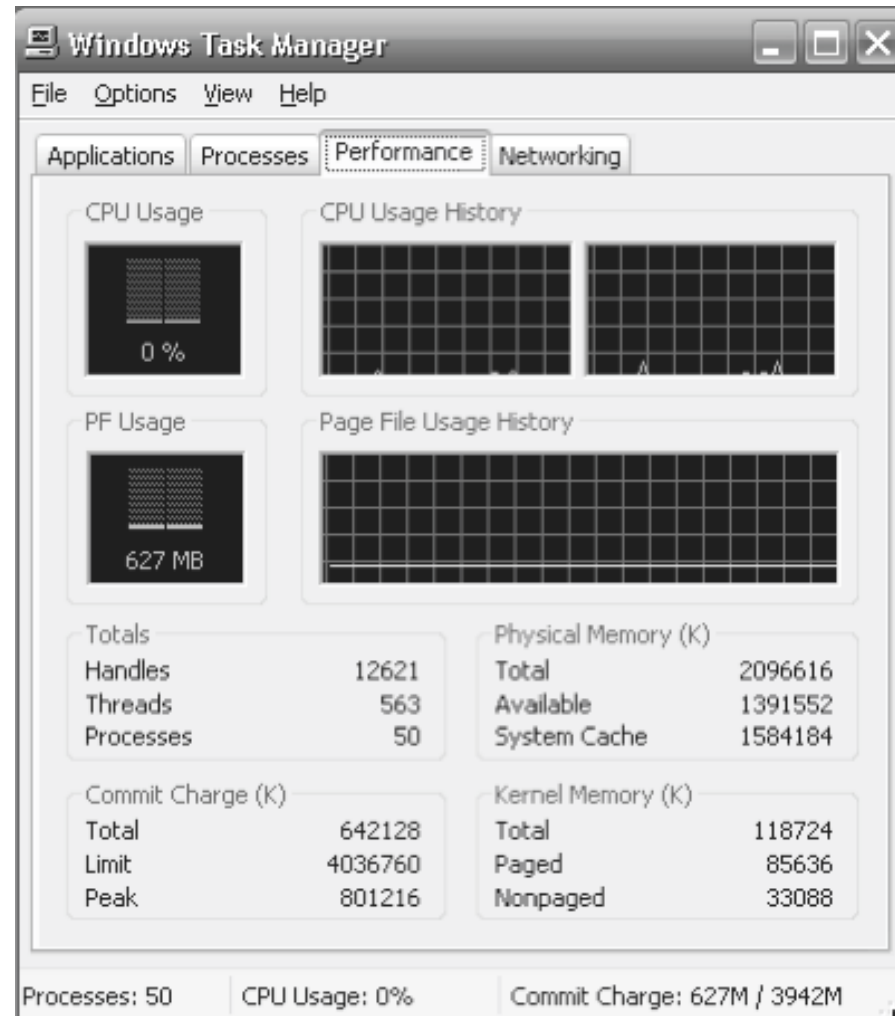 Windows Task Manager
File Options View Help
Applications Processes Performance Networking
CPU Usage CPU Usage History
0 %
PF Usage Page File Usage History
627 MB
Totals
Handles 12621
Threads 563
Processes 50
Physical Memory (K)
Total 2096616
Available 1391552
System Cache 1584184
Commit Charge (K)
Total 642128
Limit 4036760
Peak 801216
Kernel Memory (K)
Total 118724
Paged 85636
Nonpaged 33088
Processes: 50 CPU Usage: 0% Commit Charge: 627M / 3942M